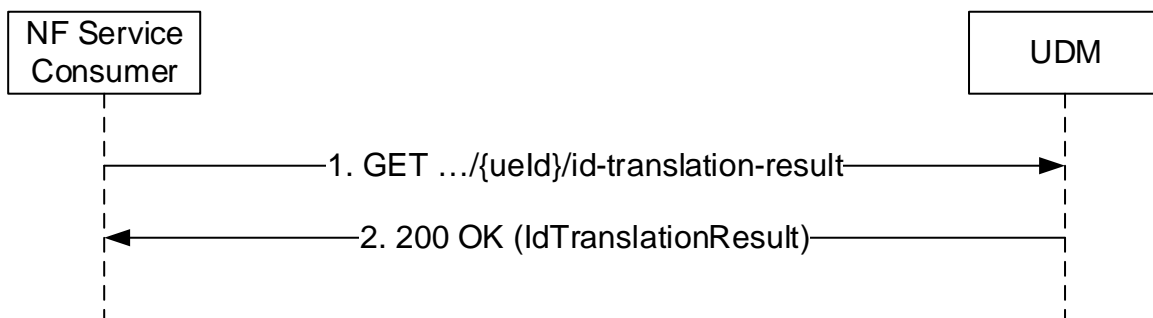 NF Service
Consumer
UDM
1. GET …/{ueId}/id-translation-result
2. 200 OK (IdTranslationResult)